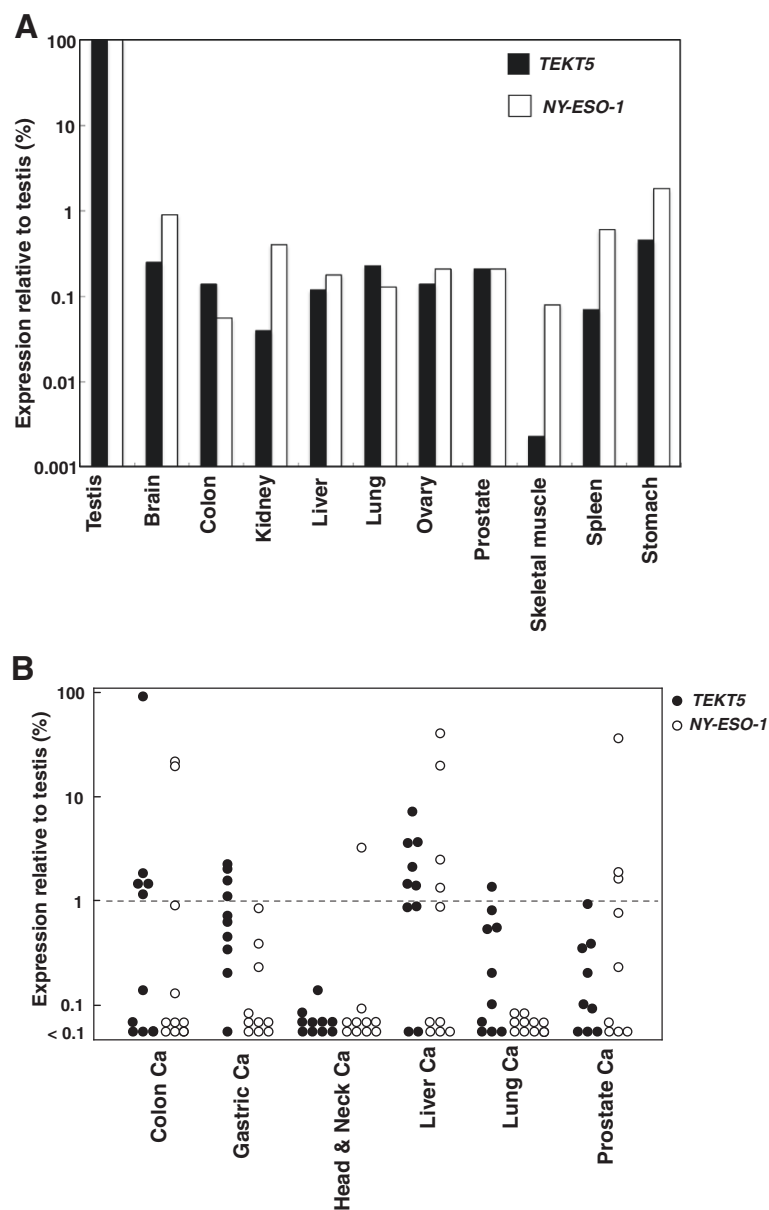 A
Expression relative to testis (%)
100
10
1
0.1
0.01
0.001
TEKT5
NY-ESO-1
Testis
Brain
Colon
Kidney
Liver
Lung
Ovary
Prostate
Skeletal muscle
Spleen
Stomach
B
Expression relative to testis (%)
100
10
1
0.1
< 0.1
TEKT5
NY-ESO-1
Colon Ca
Gastric Ca
Head & Neck Ca
Liver Ca
Lung Ca
Prostate Ca